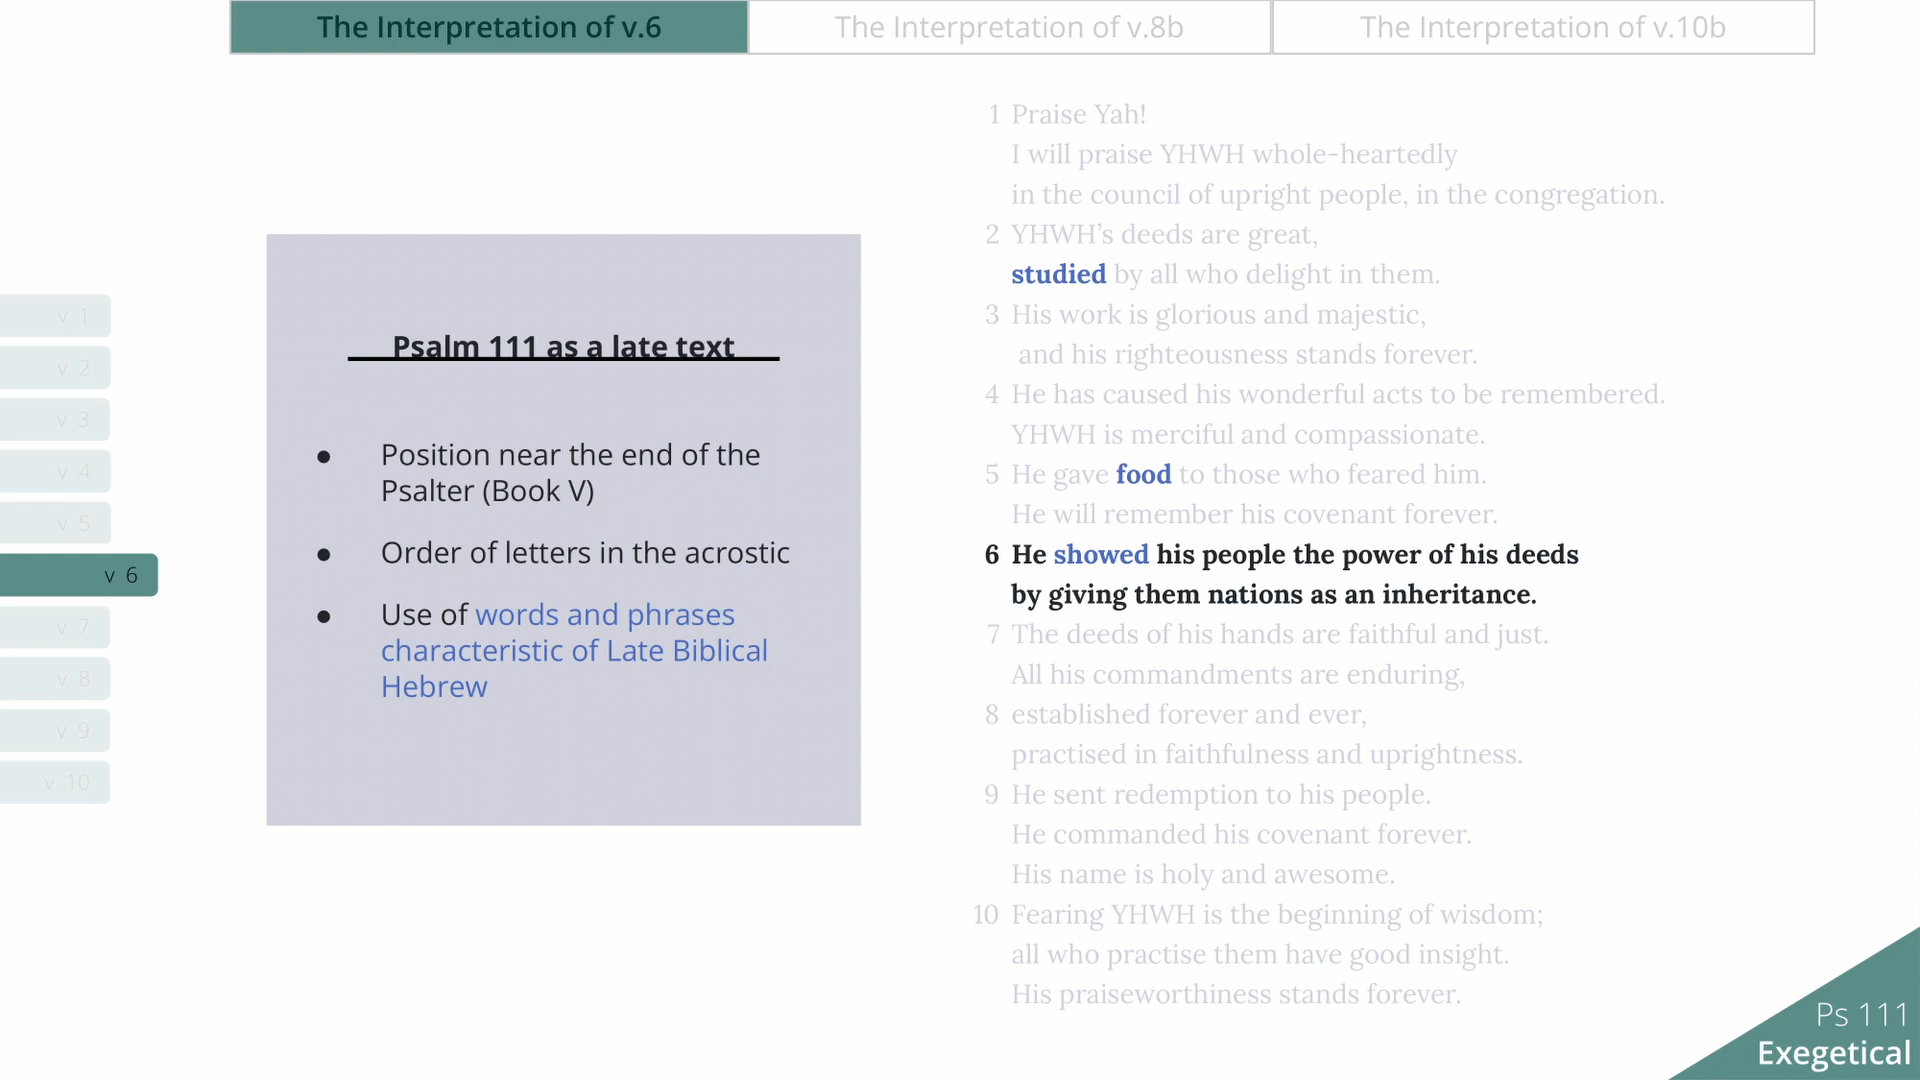 The Interpretation of v.6
The Interpretation of v.8b
The Interpretation of v.10b
v 1
v 2
v 3
v 4
v 5
v 6
v 7
v 8
v 9
v 10
Psalm 111 as a late text
● Position near the end of the
Psalter (Book V)
● Order of letters in the acrostic
● Use of words and phrases
characteristic of Late Biblical
Hebrew
1 Praise Yah!
I will praise YHWH whole-heartedly
in the council of upright people, in the congregation.
2 YHWH’s deeds are great,
studied by all who delight in them.
3 His work is glorious and majestic,
and his righteousness stands forever.
4 He has caused his wonderful acts to be remembered.
YHWH is merciful and compassionate.
5 He gave food to those who feared him.
He will remember his covenant forever.
6 He showed his people the power of his deeds
by giving them nations as an inheritance.
7 The deeds of his hands are faithful and just.
All his commandments are enduring,
8 established forever and ever,
practised in faithfulness and uprightness.
9 He sent redemption to his people.
He commanded his covenant forever.
His name is holy and awesome.
10 Fearing YHWH is the beginning of wisdom;
all who practise them have good insight.
His praiseworthiness stands forever.
Ps 111
Exegetical